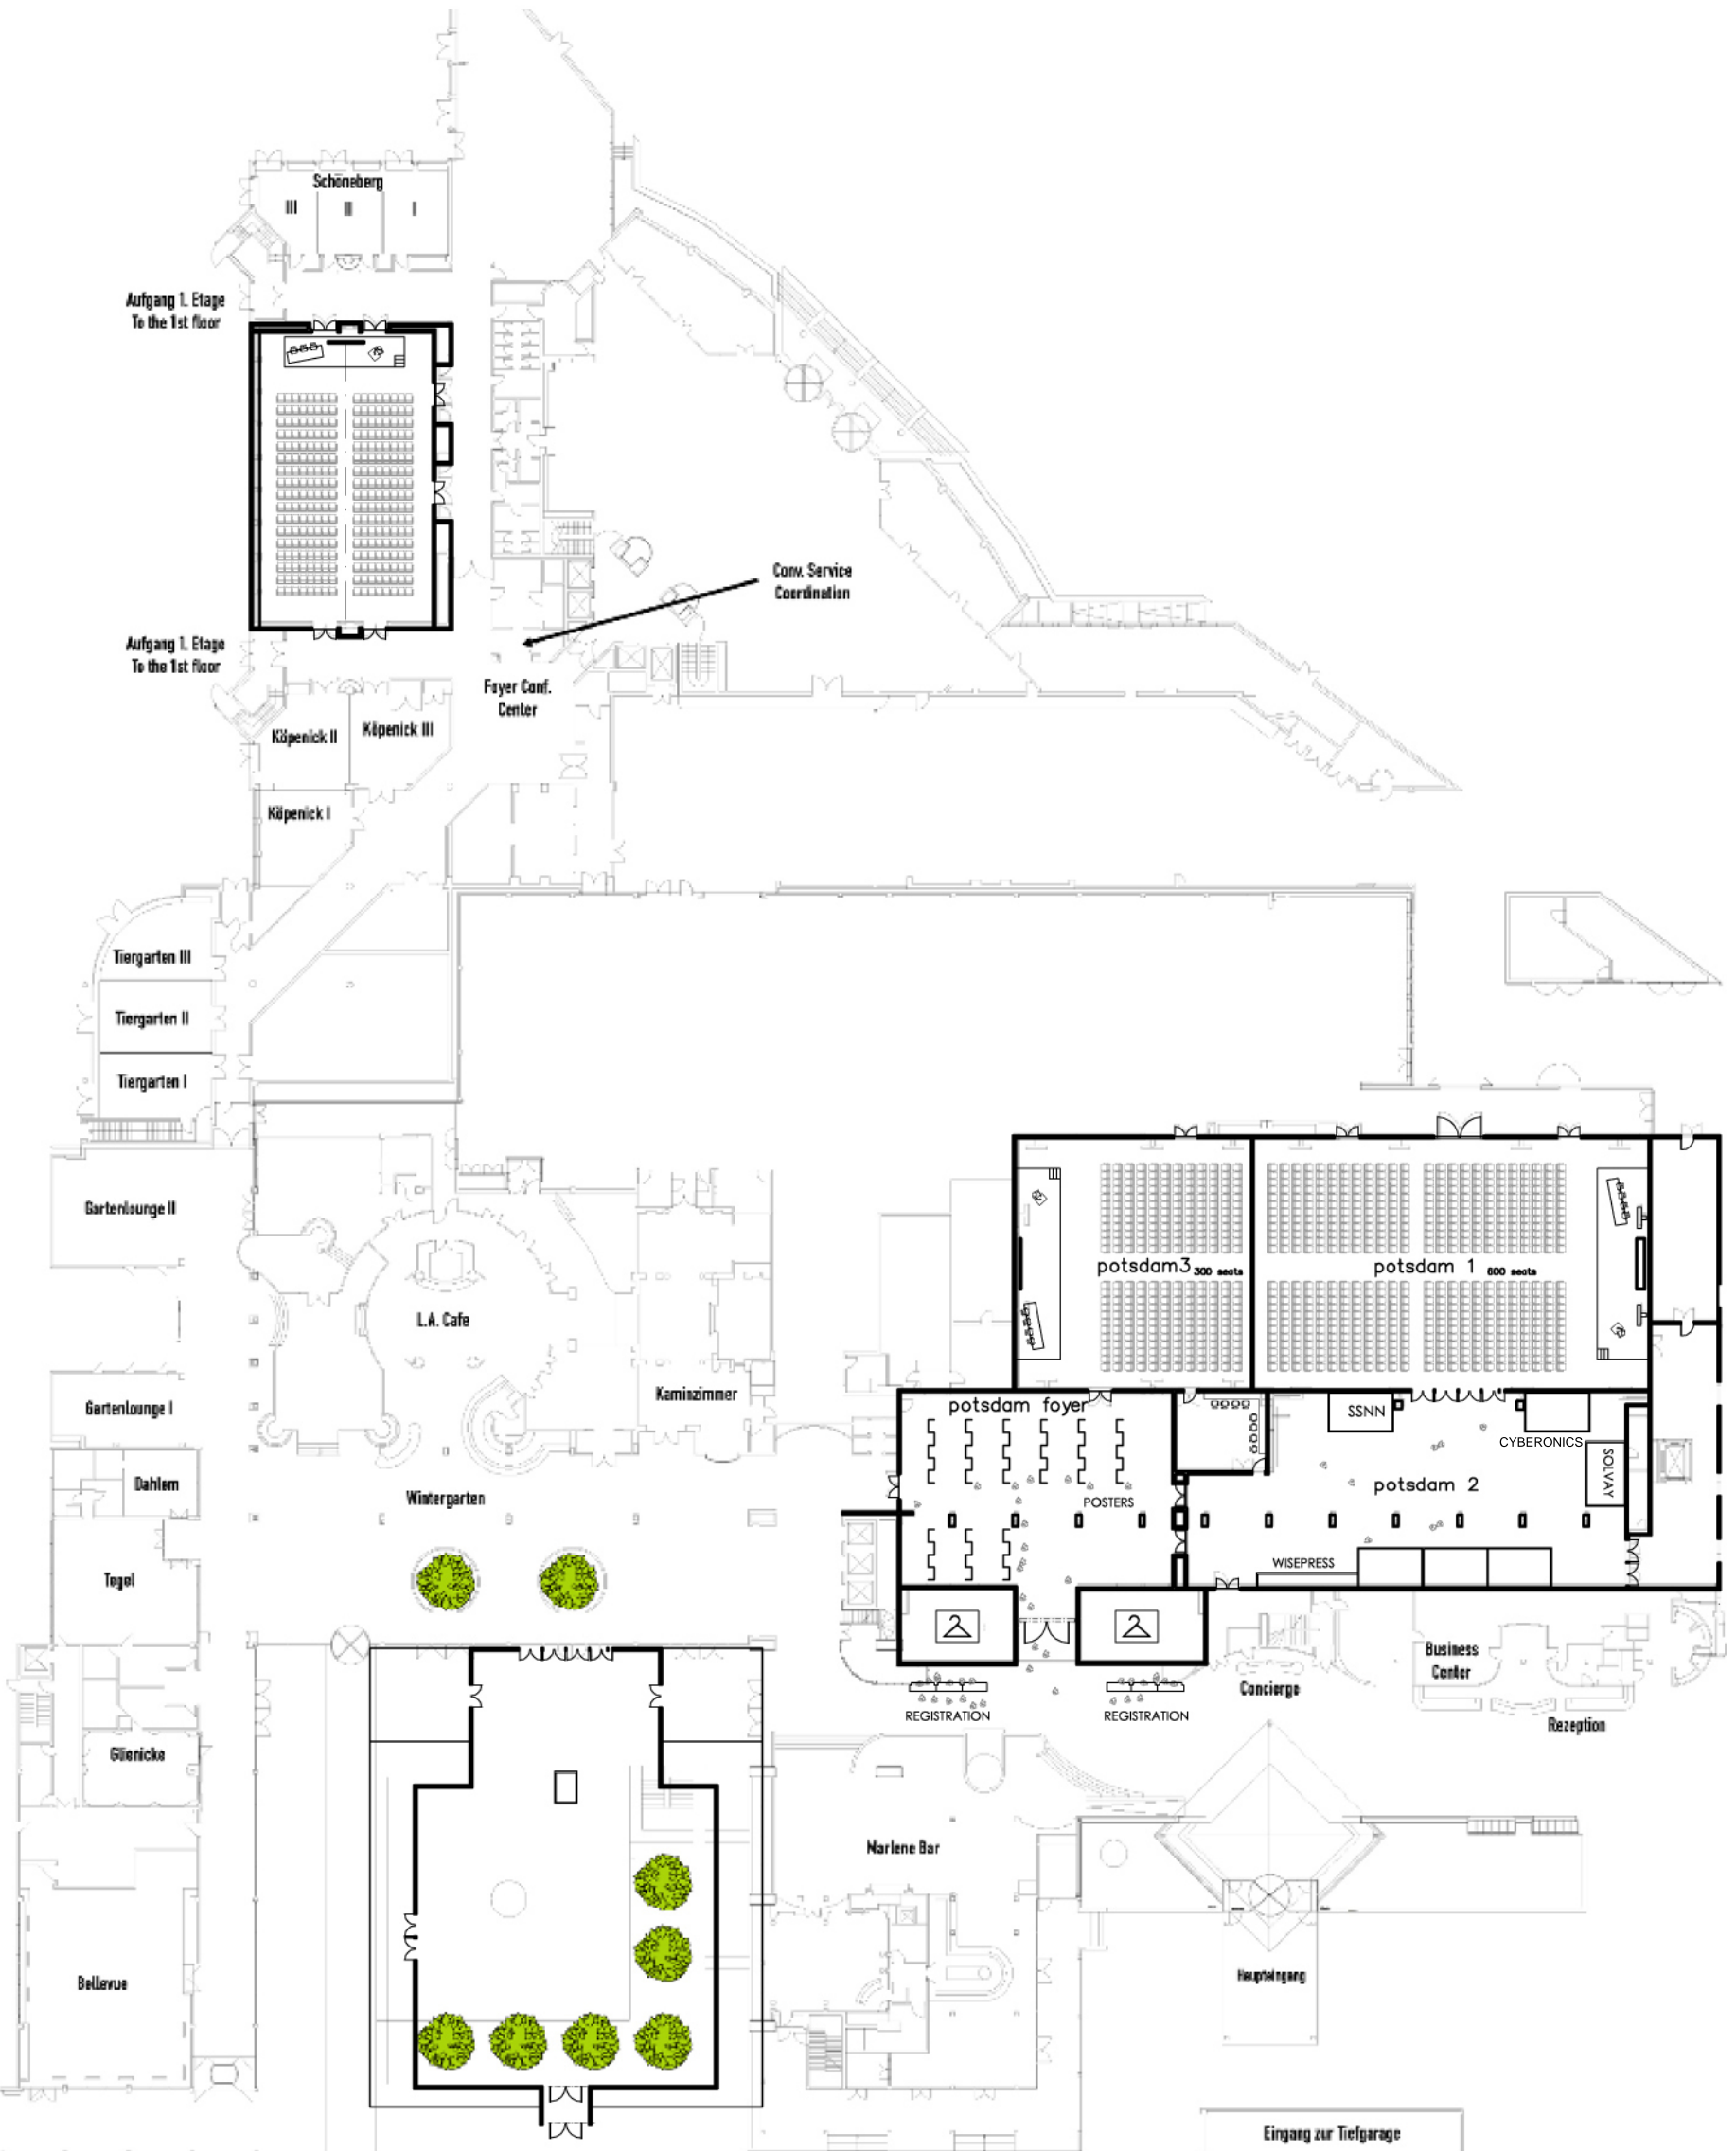 Schöneberg
III
II
I
Aufgang 1. Etage
To the 1st floor
Conv. Service
Coordination
Aufgang 1. Etage
To the 1st floor
Foyer Conf.
Center
Köpenick II
Köpenick III
Köpenick I
Tiergarten III
Tiergarten II
Tiergarten I
Gartenlounge II
potsdam3 300 seats
potsdam 1 600 seats
L.A. Cafe
Kaminzimmer
Gartenlounge I
potsdam foyer
SSNN
CYBERONICS
SOLVAY
Dahlem
potsdam 2
Wintergarten
POSTERS
WISEPRESS
Tegel
Business
Center
Concierge
REGISTRATION
REGISTRATION
Rezeption
Glienicke
Marlene Bar
Bellevue
Haupteingang
Eingang zur Tiefgarage